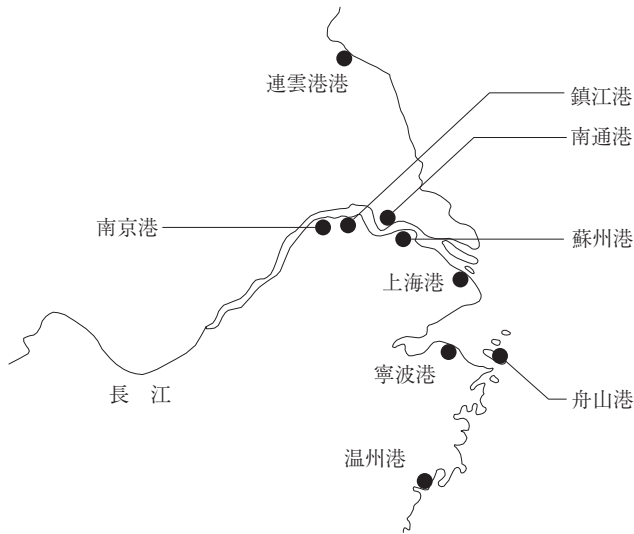 連雲港港
鎮江港
南通港
南京港
蘇州港
上海港
寧波港
長 江
舟山港
温州港